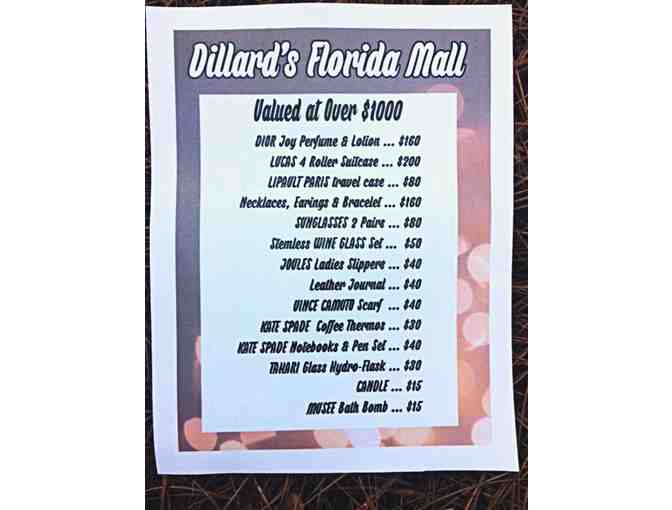 Dillard's Florida Mall
Valued at Over $1000
DIOR Joy Perfume & Lotion ... $160
LUCAS 4 Roller Suitcase ... $200
LIPAULT PARIS travel case ... $80
Necklaces, Earings & Bracelet ... $160
SUNGLASSES 2 Pairs ... $80
Stemless WINE GLASS Set ... $50
JOULES Ladies Slippers ... $40
Leather Journal ... $40
VINCE CAMUTO Scarf ... $40
KATE SPADE Coffee Thermos ... $30
KATE SPADE Notebooks & Pen Set ... $40
TAHARI Glass Hydro-Flask ... $30
CANDLE ... $15
MUSEE Bath Bomb ... $15